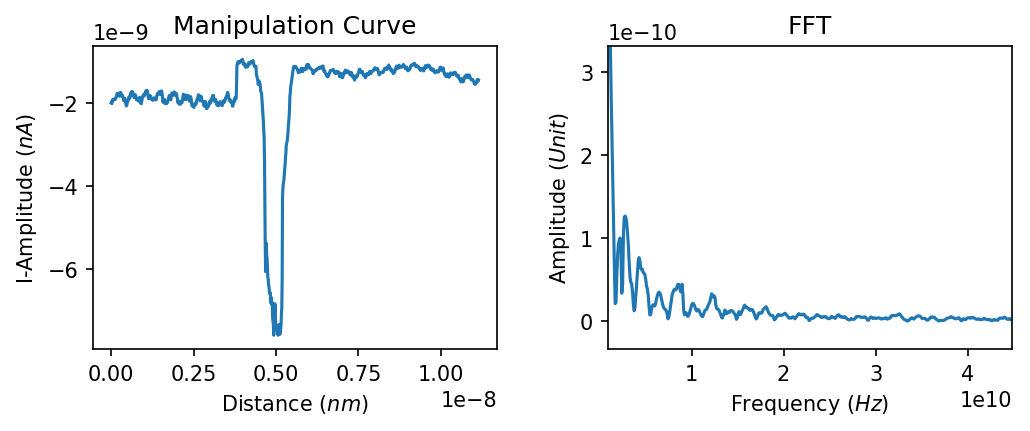 Manipulation Curve
1e−9
−2
−4
−6
I-Amplitude (nA)
0.00 0.25 0.50 0.75 1.00
1e−8
Distance (nm)
FFT
1e−10
3
2
1
0
Amplitude (Unit)
1 2 3 4
1e10
Frequency (Hz)